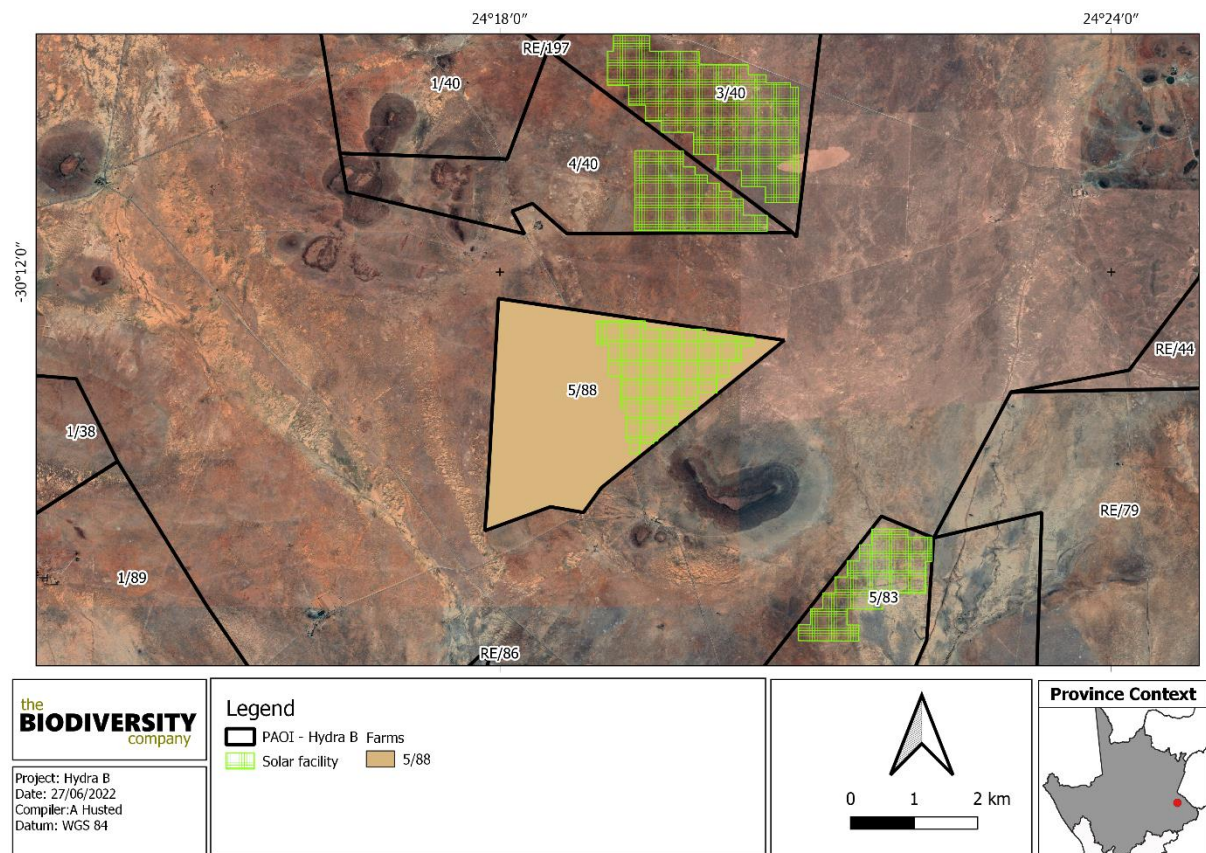 24°18'0"
24°24'0"
RE/197
1/40
3/40
4/40
-30°12'0"
RE/44
5/88
1/38
RE/79
1/89
5/83
RE/86
the
BIODIVERSITY
company
Project: Hydra B
Date: 27/06/2022
Compiler:A Husted
Datum: WGS 84
Legend
PAOI - Hydra B
Solar facility
Farms
5/88
0 1 2 km
Province Context